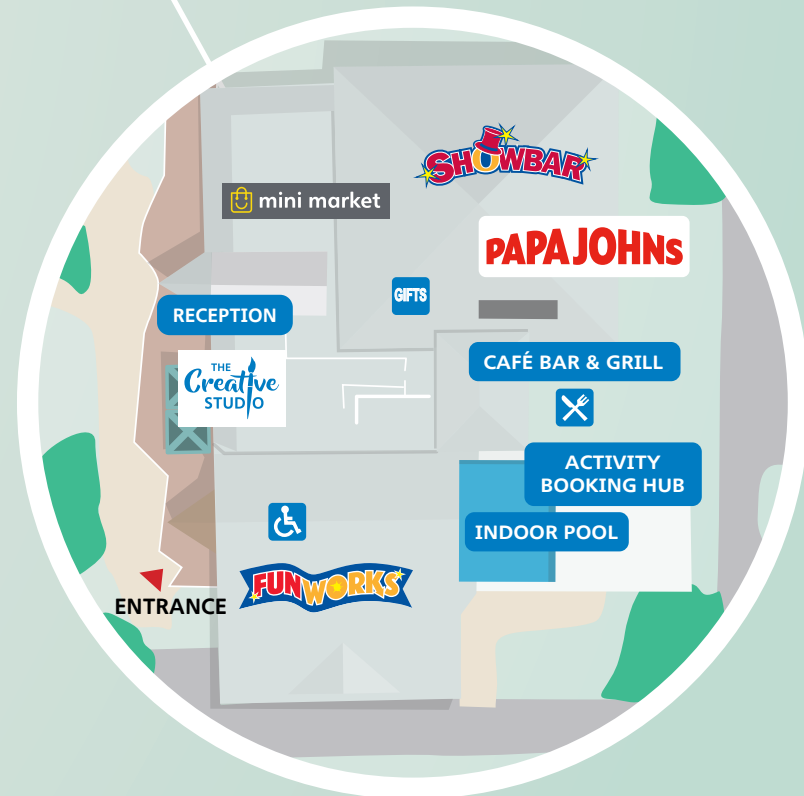 SHOWBAR
mini market
PAPA JOHNS
GIFTS
RECEPTION
THE
Creative
STUDIO
CAFÉ BAR & GRILL
ACTIVITY
BOOKING HUB
INDOOR POOL
FUNWORKS
ENTRANCE